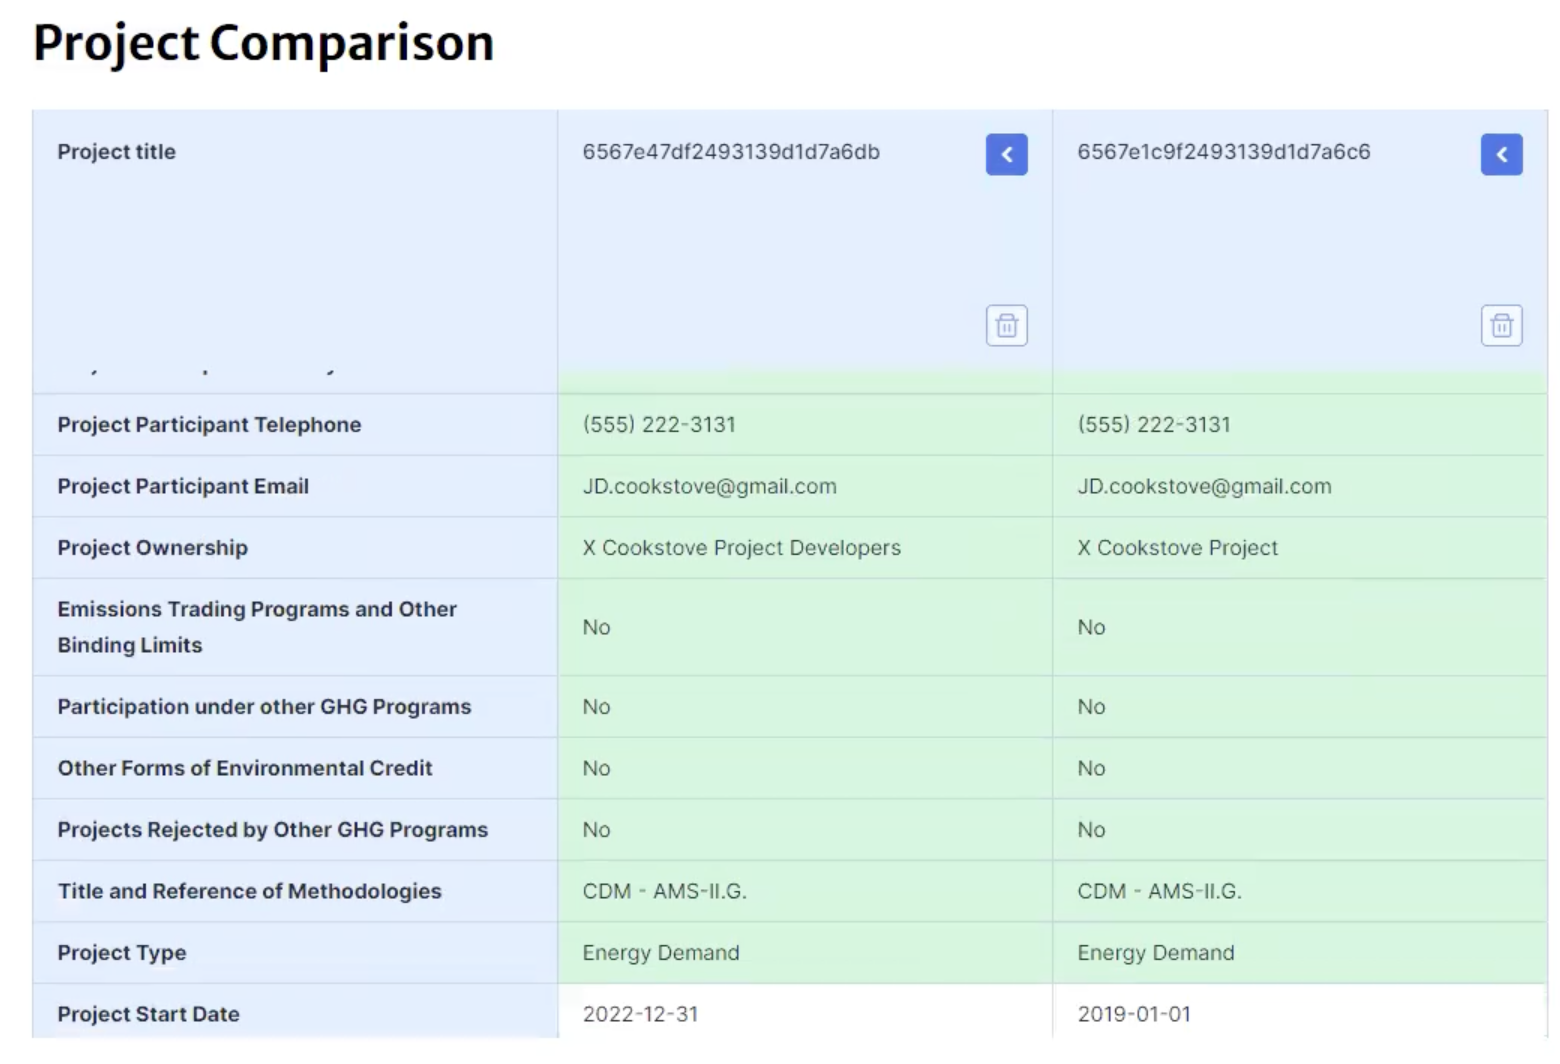 Project Comparison
Project title 6567e47df2493139d1d7a6db 6567e1c9f2493139d1d7a6c6
Project Participant Telephone (555) 222-3131 (555) 222-3131
Project Participant Email JD.cookstove@gmail.com JD.cookstove@gmail.com
Project Ownership X Cookstove Project Developers X Cookstove Project
Emissions Trading Programs and Other
Binding Limits No No
Participation under other GHG Programs No No
Other Forms of Environmental Credit No No
Projects Rejected by Other GHG Programs No No
Title and Reference of Methodologies CDM - AMS-II.G. CDM - AMS-II.G.
Project Type Energy Demand Energy Demand
Project Start Date 2022-12-31 2019-01-01